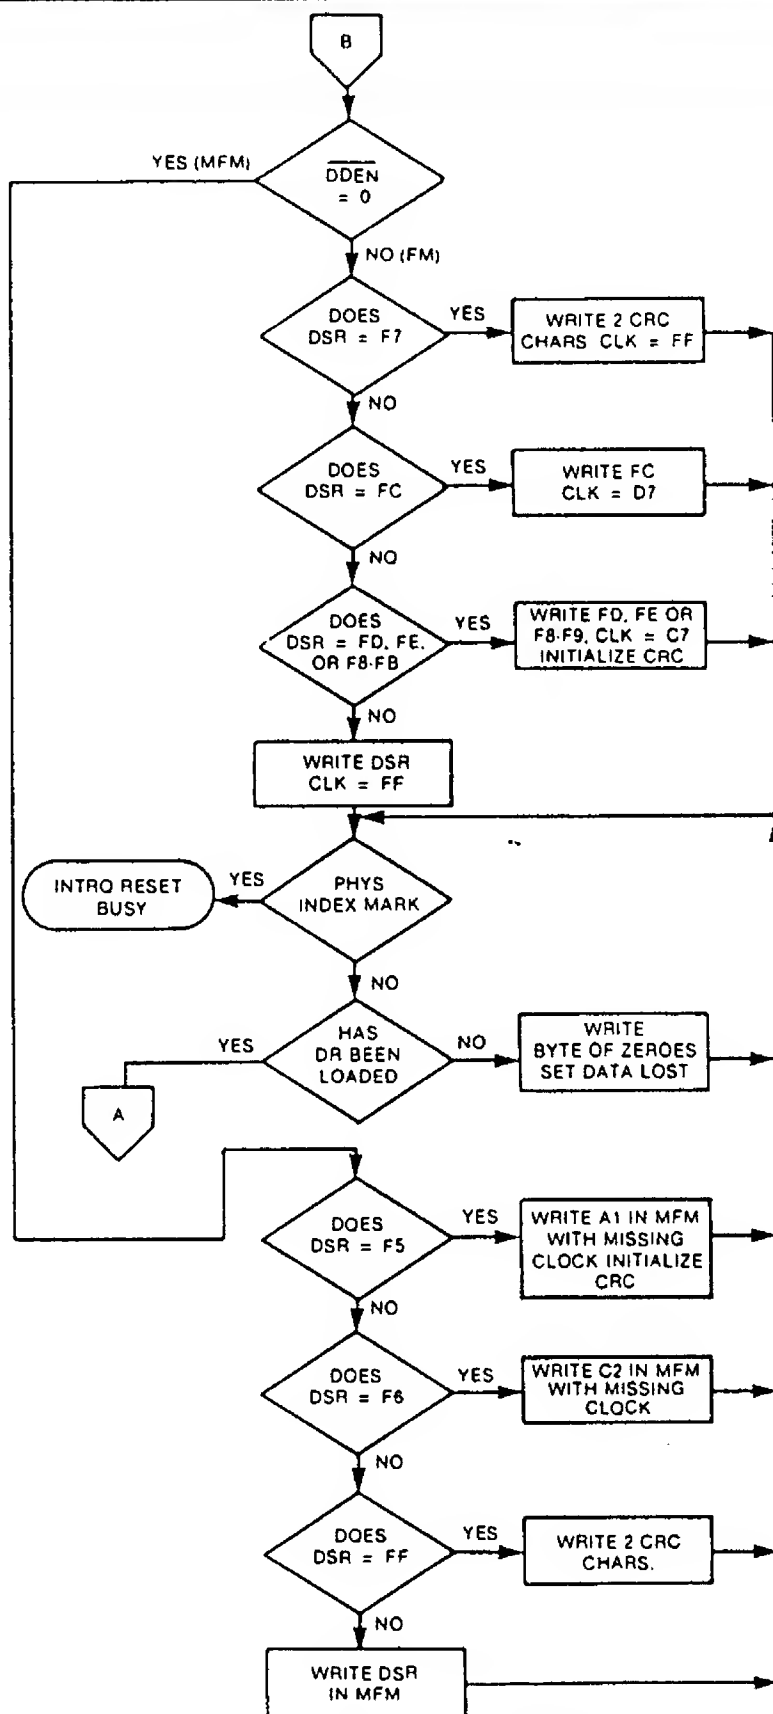 B
YES (MFM)
DDEN
= 0
NO (FM)
DOES
DSR = F7
YES
WRITE 2 CRC
CHARS CLK = FF
NO
DOES
DSR = FC
YES
WRITE FC
CLK = D7
NO
DOES
DSR = FD, FE,
OR F8-FB
YES
WRITE FD, FE OR
F8-F9, CLK = C7
INITIALIZE CRC
NO
WRITE DSR
CLK = FF
INTRQ RESET
BUSY
YES
PHYS
INDEX MARK
NO
YES
HAS
DR BEEN
LOADED
NO
WRITE
BYTE OF ZEROES
SET DATA LOST
A
DOES
DSR = F5
YES
WRITE A1 IN MFM
WITH MISSING
CLOCK INITIALIZE
CRC
NO
DOES
DSR = F6
YES
WRITE C2 IN MFM
WITH MISSING
CLOCK
NO
DOES
DSR = FF
YES
WRITE 2 CRC
CHARS.
NO
WRITE DSR
IN MFM